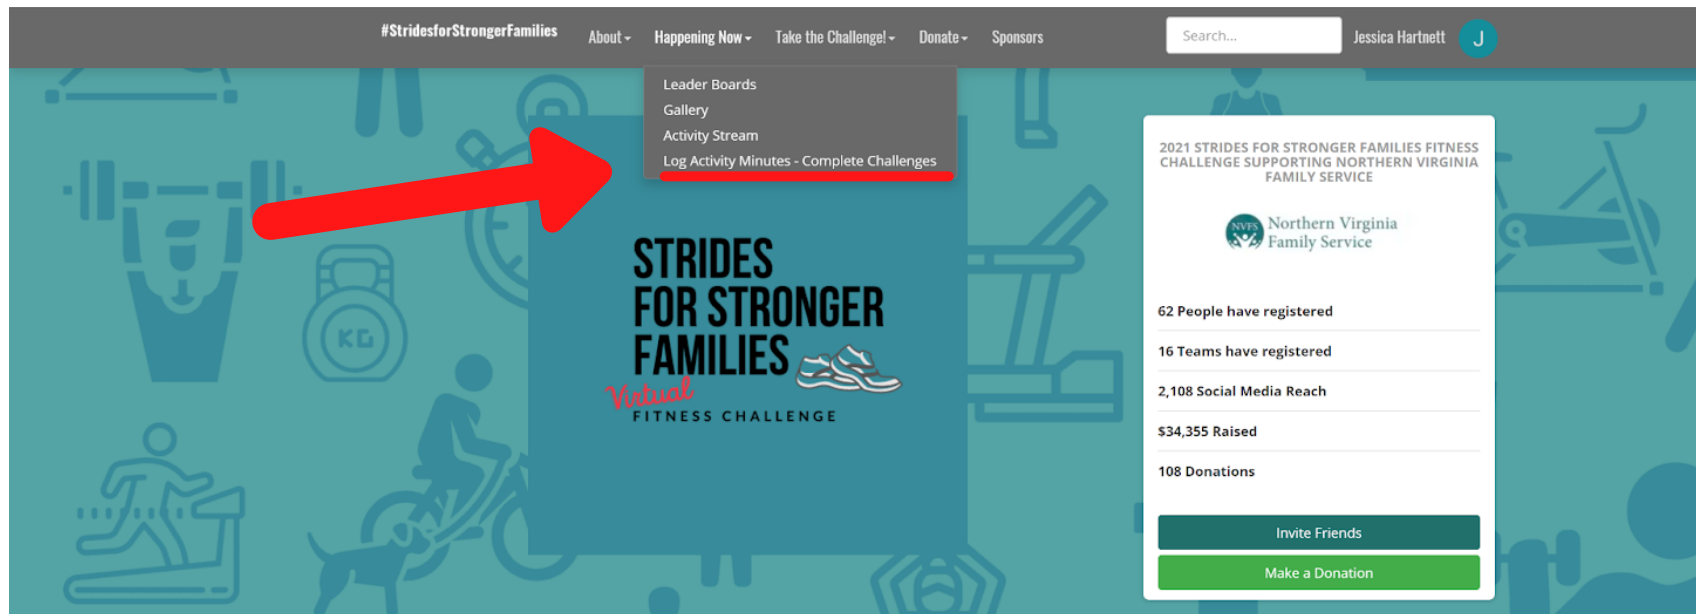 #StridesforStrongerFamilies About Happening Now Take the Challenge! Donate Sponsors Search... Jessica Hartnett J
Leader Boards
Gallery
Activity Stream
Log Activity Minutes - Complete Challenges
STRIDES
FOR STRONGER
FAMILIES
Virtual
FITNESS CHALLENGE
KG
2021 STRIDES FOR STRONGER FAMILIES FITNESS
CHALLENGE SUPPORTING NORTHERN VIRGINIA
FAMILY SERVICE
NVFS Northern Virginia
Family Service
62 People have registered
16 Teams have registered
2,108 Social Media Reach
$34,355 Raised
108 Donations
Invite Friends
Make a Donation